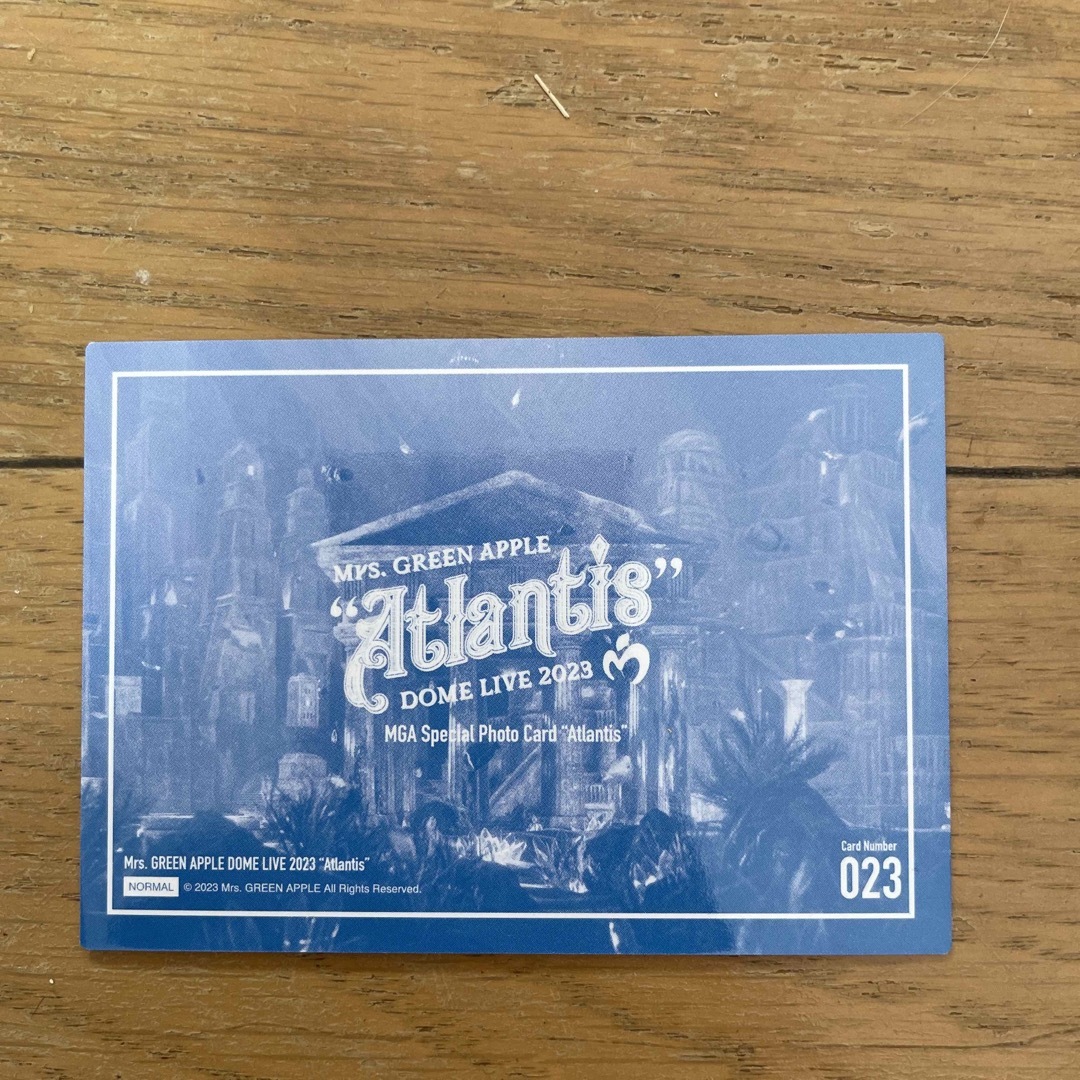 Mrs. GREEN APPLE
“Atlantis”
DOME LIVE 2023
MGA Special Photo Card “Atlantis”
Mrs. GREEN APPLE DOME LIVE 2023 “Atlantis”
NORMAL © 2023 Mrs. GREEN APPLE All Rights Reserved.
Card Number
023